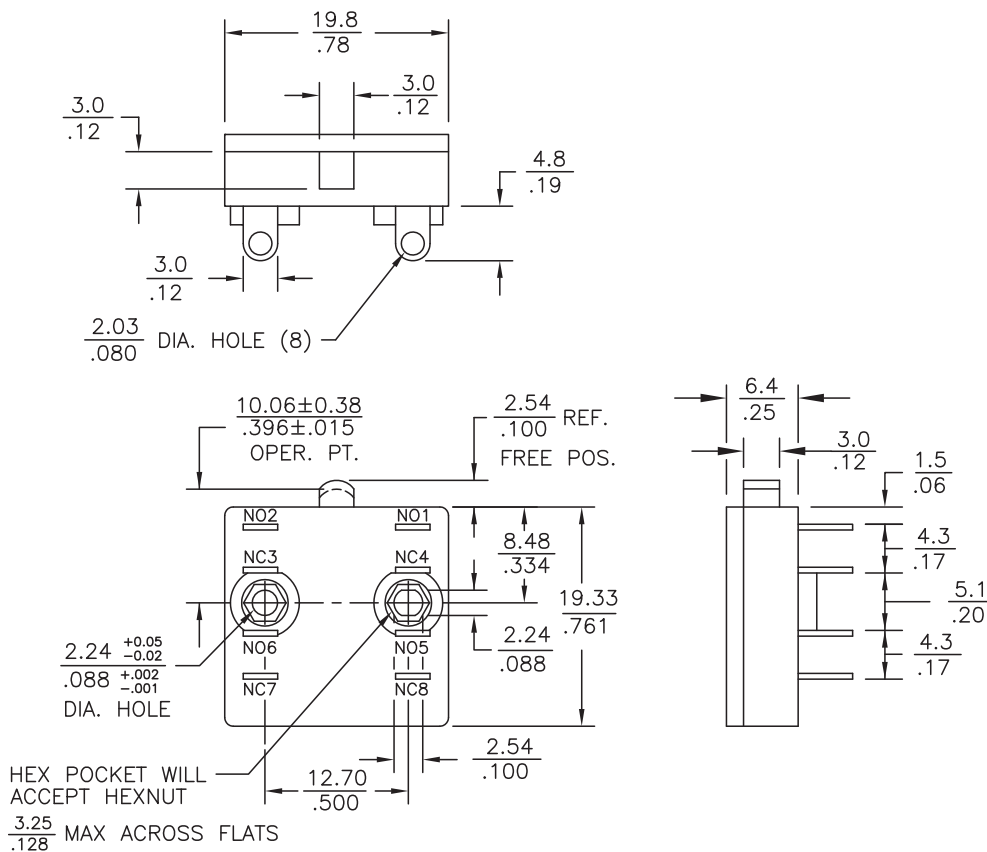 19.8
.78
3.0
.12
3.0
.12
4.8
.19
3.0
.12
2.03
.080 DIA. HOLE (8)
10.06±0.38
.396±.015
OPER. PT.
2.54
.100 REF.
FREE POS.
6.4
.25
3.0
.12
1.5
.06
NO2 NO1
NC3 NC4
8.48
.334
4.3
.17
19.33
.761
5.1
.20
2.24 +0.05 -0.02
.088 +.002 -.001
DIA. HOLE
NO6 NO5
NC7 NC8
2.24
.088
4.3
.17
2.54
.100
HEX POCKET WILL
ACCEPT HEXNUT
3.25
.128 MAX ACROSS FLATS
12.70
.500